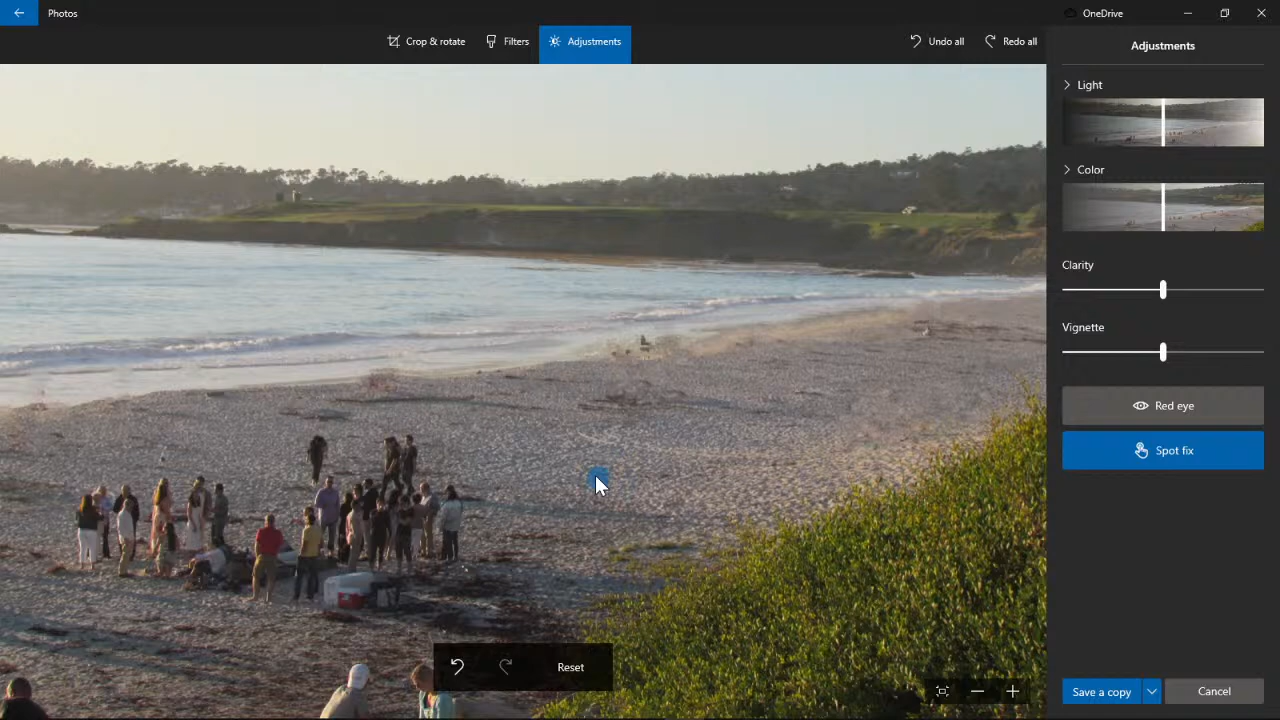 Photos
OneDrive
Crop & rotate
Filters
Adjustments
Undo all
Redo all
Adjustments
Light
Color
Clarity
Vignette
Red eye
Spot fix
Reset
Save a copy
Cancel